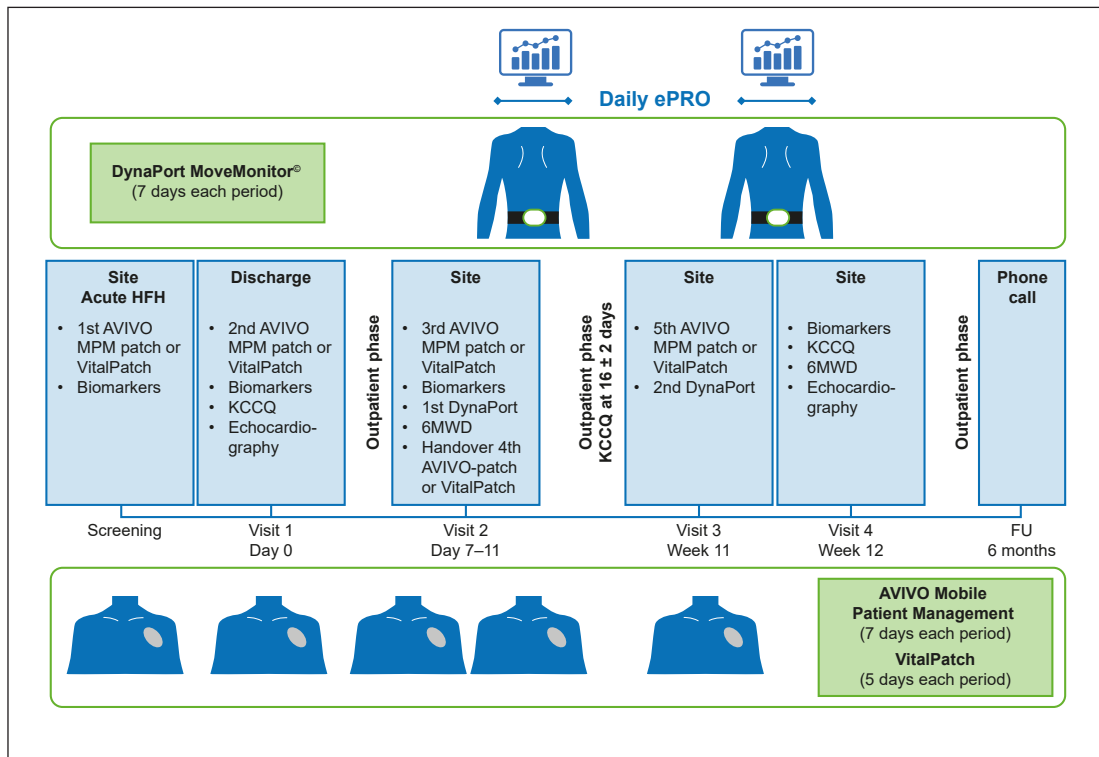 Daily ePRO
DynaPort MoveMonitor©
(7 days each period)
Site
Acute HFH
• 1st AVIVO
MPM patch or
VitalPatch
• Biomarkers
Discharge
• 2nd AVIVO
MPM patch or
VitalPatch
• Biomarkers
• KCCQ
• Echocardio-
graphy
Outpatient phase
Site
• 3rd AVIVO
MPM patch or
VitalPatch
• Biomarkers
• 1st DynaPort
• 6MWD
• Handover 4th
AVIVO-patch
or VitalPatch
Outpatient phase
KCCQ at 16 ± 2 days
Site
• 5th AVIVO
MPM patch or
VitalPatch
• 2nd DynaPort
Site
• Biomarkers
• KCCQ
• 6MWD
• Echocardio-
graphy
Outpatient phase
Phone
call
Screening
Visit 1
Day 0
Visit 2
Day 7–11
Visit 3
Week 11
Visit 4
Week 12
FU
6 months
AVIVO Mobile
Patient Management
(7 days each period)
VitalPatch
(5 days each period)